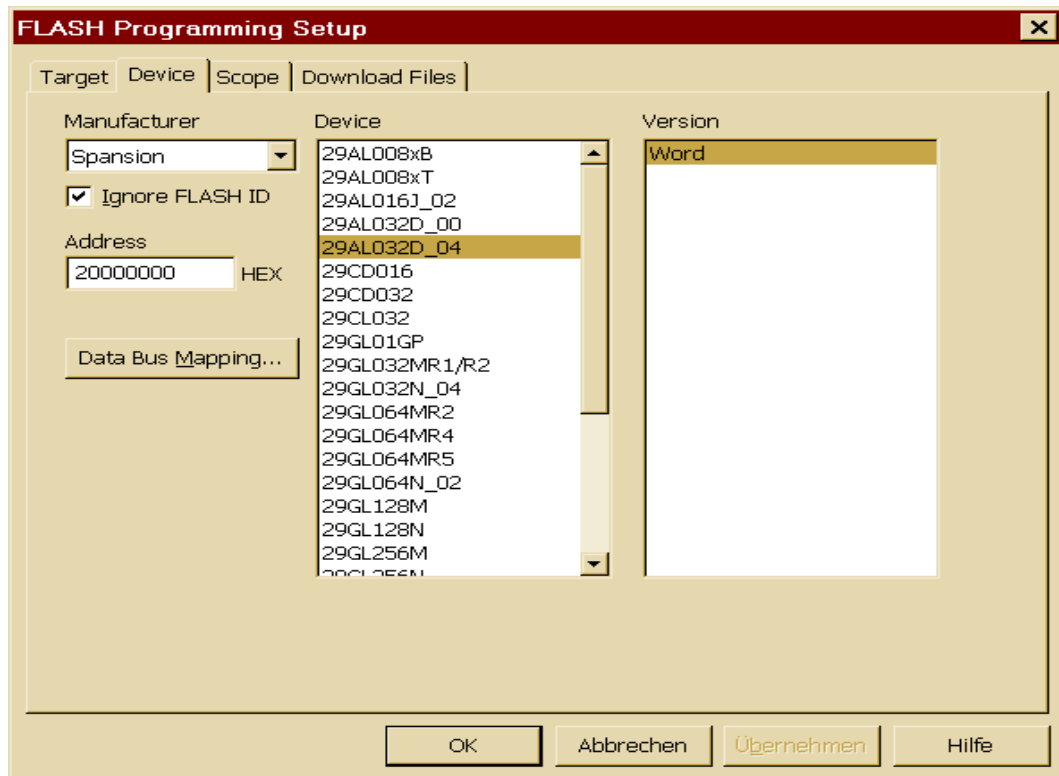 FLASH Programming Setup
Target Device Scope Download Files
Manufacturer
Spansion
Ignore FLASH ID
Address
20000000 HEX
Data Bus Mapping...
Device
29AL008xB
29AL008xT
29AL016J_02
29AL032D_00
29AL032D_04
29CD016
29CD032
29CL032
29GL01GP
29GL032MR1/R2
29GL032N_04
29GL064MR2
29GL064MR4
29GL064MR5
29GL064N_02
29GL128M
29GL128N
29GL256M
29GL256N
Version
Word
OK Abbrechen Übernehmen Hilfe